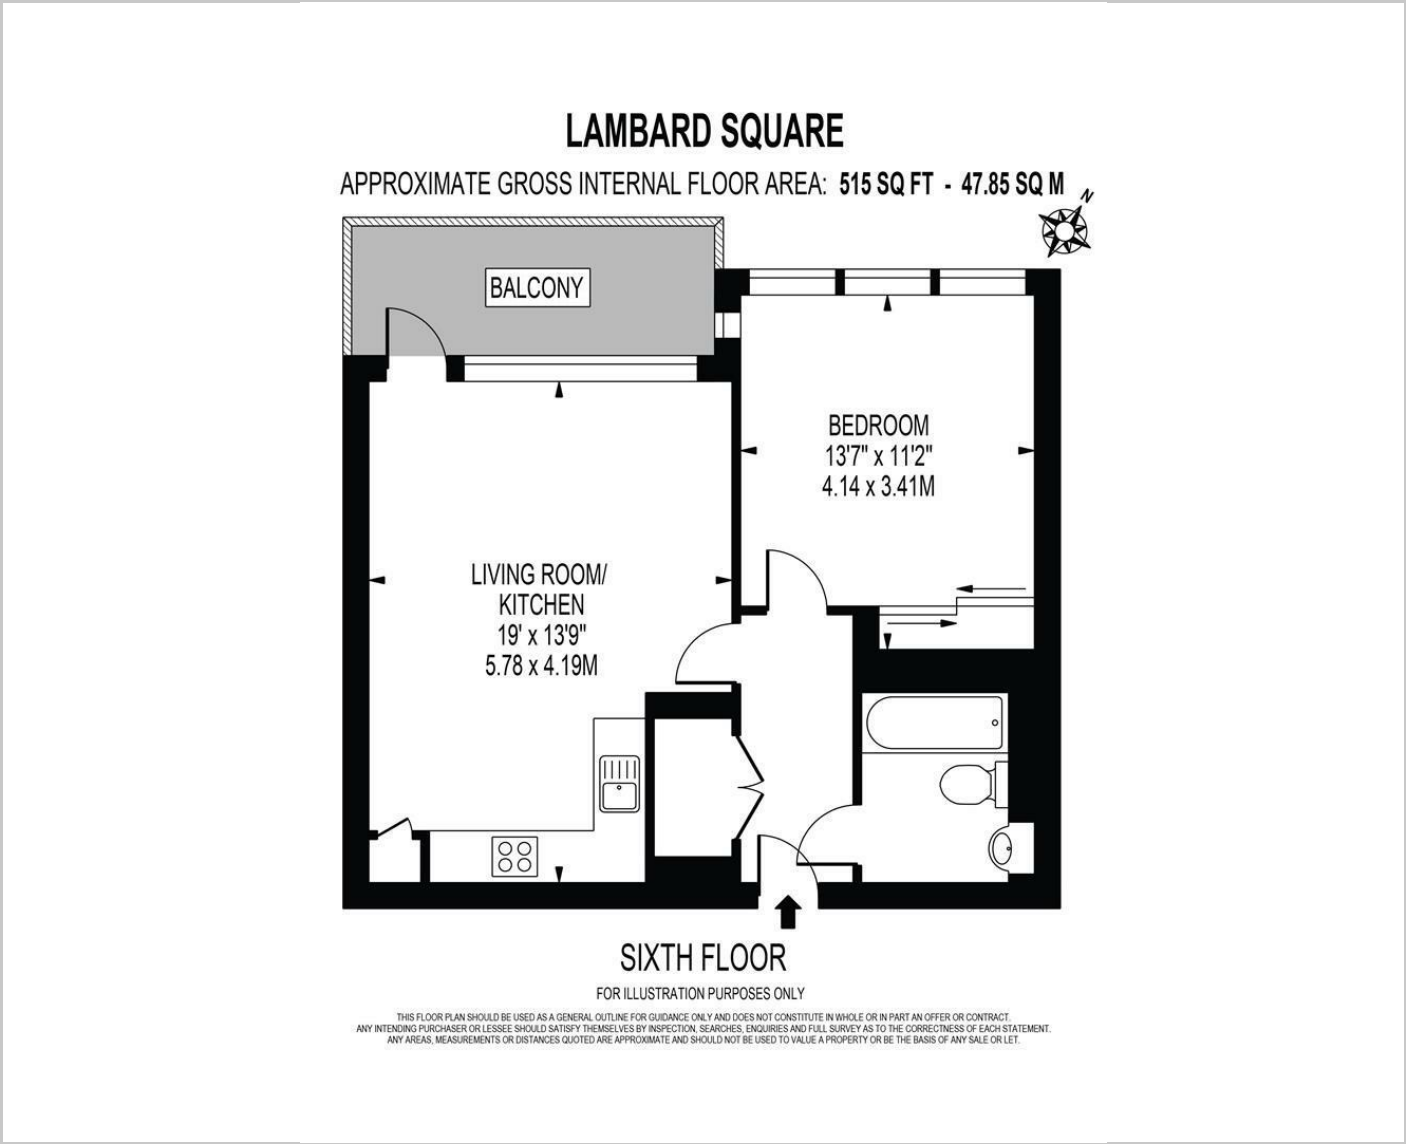 LAMBARD SQUARE
APPROXIMATE GROSS INTERNAL FLOOR AREA: 515 SQ FT - 47.85 SQ M
N
BALCONY
BEDROOM
13'7" x 11'2"
4.14 x 3.41M
LIVING ROOM/
KITCHEN
19' x 13'9"
5.78 x 4.19M
SIXTH FLOOR
FOR ILLUSTRATION PURPOSES ONLY
THIS FLOOR PLAN SHOULD BE USED AS A GENERAL OUTLINE FOR GUIDANCE ONLY AND DOES NOT CONSTITUTE IN WHOLE OR IN PART AN OFFER OR CONTRACT.
ANY INTENDING PURCHASER OR LESSEE SHOULD SATISFY THEMSELVES BY INSPECTION, SEARCHES, ENQUIRIES AND FULL SURVEY AS TO THE CORRECTNESS OF EACH STATEMENT.
ANY AREAS, MEASUREMENTS OR DISTANCES QUOTED ARE APPROXIMATE AND SHOULD NOT BE USED TO VALUE A PROPERTY OR BE THE BASIS OF ANY SALE OR LET.